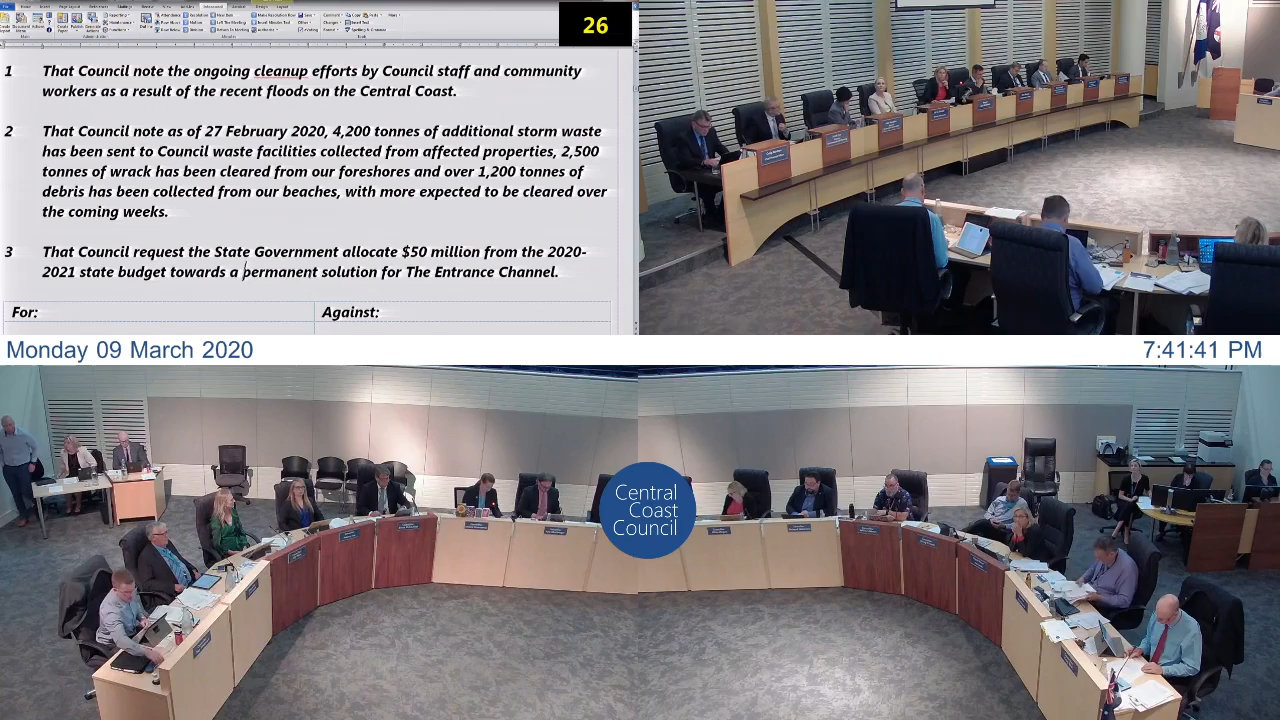 26
1 That Council note the ongoing cleanup efforts by Council staff and community
workers as a result of the recent floods on the Central Coast.
2 That Council note as of 27 February 2020, 4,200 tonnes of additional storm waste
has been sent to Council waste facilities collected from affected properties, 2,500
tonnes of wrack has been cleared from our foreshores and over 1,200 tonnes of
debris has been collected from our beaches, with more expected to be cleared over
the coming weeks.
3 That Council request the State Government allocate $50 million from the 2020-
2021 state budget towards a permanent solution for The Entrance Channel.
For: Against:
Monday 09 March 2020 7:41:41 PM
Central
Coast
Council